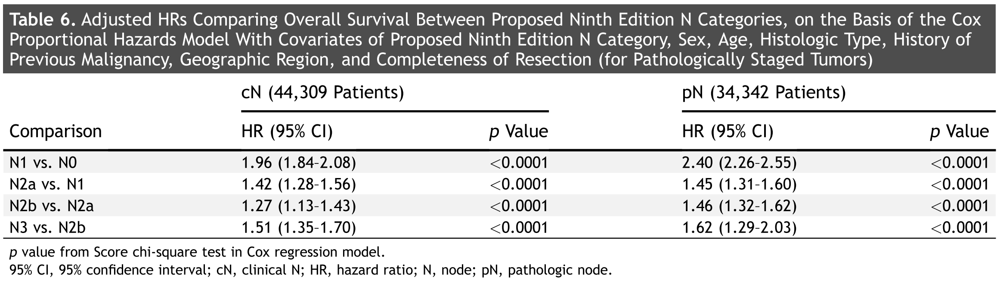 Table 6. Adjusted HRs Comparing Overall Survival Between Proposed Ninth Edition N Categories, on the Basis of the Cox
Proportional Hazards Model With Covariates of Proposed Ninth Edition N Category, Sex, Age, Histologic Type, History of
Previous Malignancy, Geographic Region, and Completeness of Resection (for Pathologically Staged Tumors)
cN (44,309 Patients) pN (34,342 Patients)
Comparison HR (95% CI) p Value HR (95% CI) p Value
N1 vs. N0 1.96 (1.84–2.08) <0.0001 2.40 (2.26–2.55) <0.0001
N2a vs. N1 1.42 (1.28–1.56) <0.0001 1.45 (1.31–1.60) <0.0001
N2b vs. N2a 1.27 (1.13–1.43) <0.0001 1.46 (1.32–1.62) <0.0001
N3 vs. N2b 1.51 (1.35–1.70) <0.0001 1.62 (1.29–2.03) <0.0001
p value from Score chi-square test in Cox regression model.
95% CI, 95% confidence interval; cN, clinical N; HR, hazard ratio; N, node; pN, pathologic node.